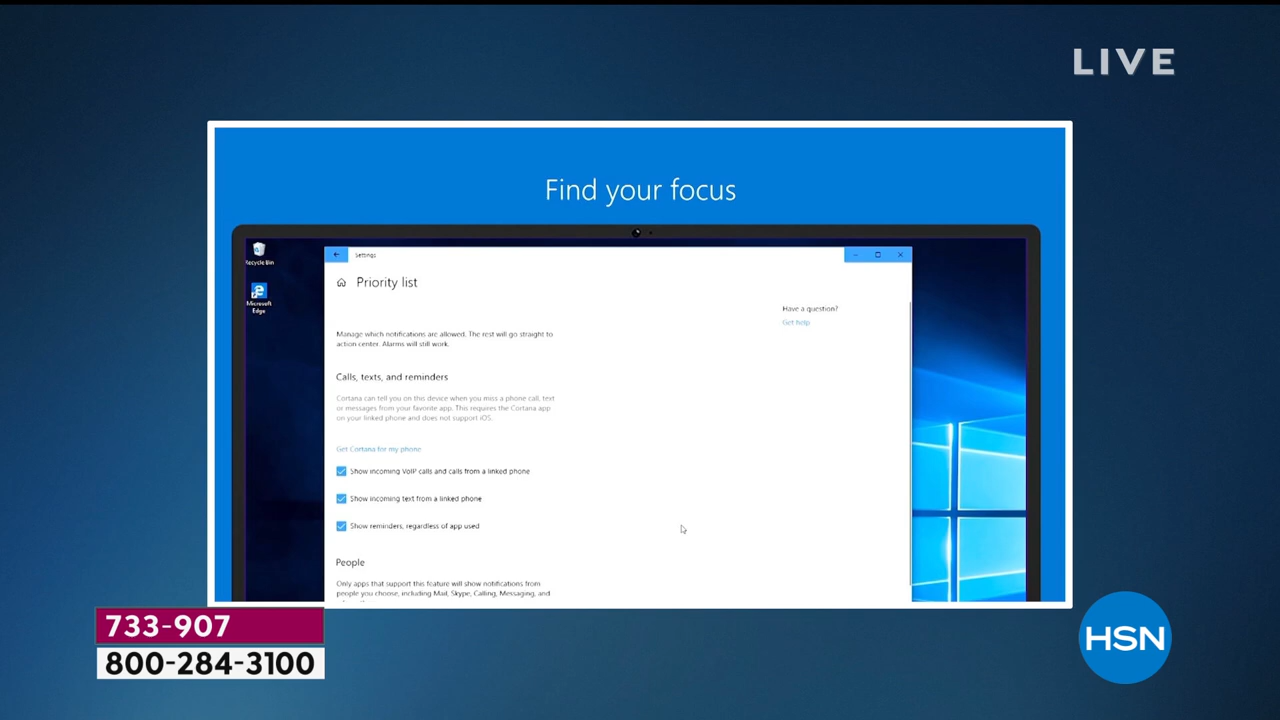 LIVE
Find your focus
Recycle Bin
Microsoft
Edge
Settings
Priority list
Have a question?
Get help
Manage which notifications are allowed. The rest will go straight to
action center. Alarms will still work.
Calls, texts, and reminders
Cortana can tell you on this device when you miss a phone call, text
or messages from your favorite app. This requires the Cortana app
on your linked phone and does not support iOS.
Get Cortana for my phone
Show incoming VoIP calls and calls from a linked phone
Show incoming text from a linked phone
Show reminders, regardless of app used
People
Only apps that support this feature will show notifications from
people you choose, including Mail, Skype, Calling, Messaging, and
733-907
800-284-3100
HSN